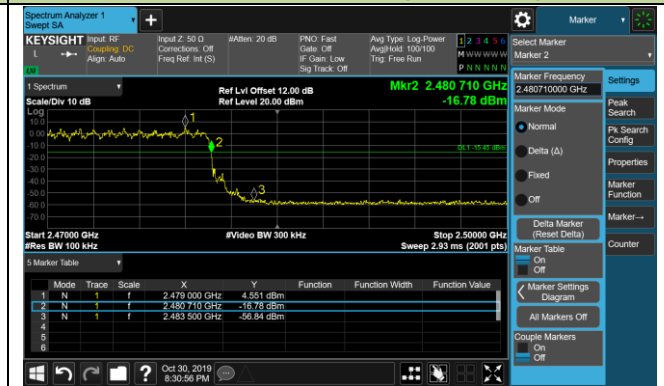 Spectrum Analyzer 1
Swept SA
Marker
KEYSIGHT
L
Input: RF
Coupling: DC
Align: Auto
Input Z: 50 Ω
Corrections: Off
Freq Ref: Int (S)
#Atten: 20 dB
PNO: Fast
Gate: Off
IF Gain: Low
Sig Track: Off
Avg Type: Log-Power
Avg|Hold: 100/100
Trig: Free Run
1 2 3 4 5 6
M W W W W W
P N N N N N
Select Marker
Marker 2
1 Spectrum
Scale/Div 10 dB
Ref Lvl Offset 12.00 dB
Ref Level 20.00 dBm
Mkr2 2.480 710 GHz
-16.78 dBm
Log
10.0
0.00
-10.0
-20.0
-30.0
-40.0
-50.0
-60.0
-70.0
1
2
3
DL1 -15.45 dBm
Start 2.47000 GHz
#Res BW 100 kHz
#Video BW 300 kHz
Stop 2.50000 GHz
Sweep 2.93 ms (2001 pts)
5 Marker Table
Mode Trace Scale X Y Function Function Width Function Value
1 N 1 f 2.479 000 GHz 4.551 dBm
2 N 1 f 2.480 710 GHz -16.78 dBm
3 N 1 f 2.483 500 GHz -56.84 dBm
4
5
6
Marker Frequency
2.480710000 GHz
Marker Mode
Normal
Delta (Δ)
Fixed
Off
Delta Marker
(Reset Delta)
Marker Table
On
Off
Marker Settings
Diagram
All Markers Off
Couple Markers
On
Off
Settings
Peak
Search
Pk Search
Config
Properties
Marker
Function
Marker→
Counter
?
Oct 30, 2019
8:30:56 PM